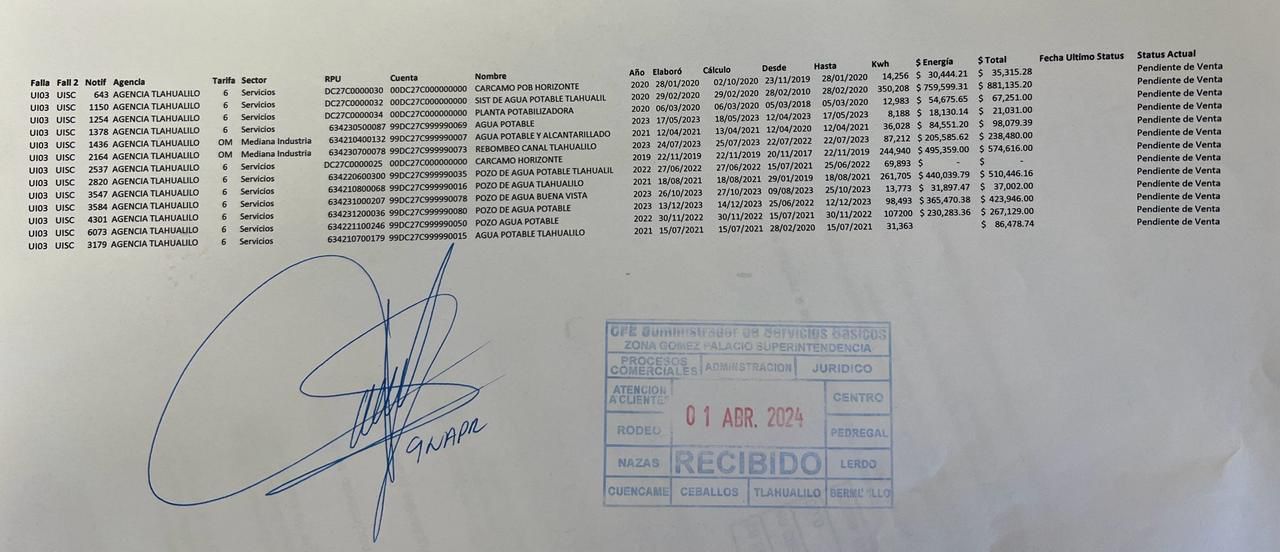 Falla Fall 2 Notif Agencia Tarifa Sector RPU Cuenta Nombre Año Elaboró Cálculo Desde Hasta Kwh $ Energía $ Total Fecha Ultimo Status Status Actual
UI03 UISC 643 AGENCIA TLAHUALILO 6 Servicios DC27C0000030 00DC27C000000000 CARCAMO POB HORIZONTE 2020 28/01/2020 02/10/2020 23/11/2019 28/01/2020 14,256 $ 30,444.21 $ 35,315.28 Pendiente de Venta
UI03 UISC 1150 AGENCIA TLAHUALILO 6 Servicios DC27C0000032 00DC27C000000000 SIST DE AGUA POTABLE TLAHUALIL 2020 29/02/2020 29/02/2020 28/02/2010 28/02/2020 350,208 $ 759,599.31 $ 881,135.20 Pendiente de Venta
UI03 UISC 1254 AGENCIA TLAHUALILO 6 Servicios DC27C0000034 00DC27C000000000 PLANTA POTABILIZADORA 2020 06/03/2020 06/03/2020 05/03/2018 05/03/2020 12,983 $ 54,675.65 $ 67,251.00 Pendiente de Venta
UI03 UISC 1378 AGENCIA TLAHUALILO 6 Servicios 634230500087 99DC27C999990069 AGUA POTABLE 2023 17/05/2023 18/05/2023 12/04/2023 17/05/2023 8,188 $ 18,130.14 $ 21,031.00 Pendiente de Venta
UI03 UISC 1436 AGENCIA TLAHUALILO OM Mediana Industria 634210400132 99DC27C999990007 AGUA POTABLE Y ALCANTARILLADO 2021 12/04/2021 13/04/2021 12/04/2020 12/04/2021 36,028 $ 84,551.20 $ 98,079.39 Pendiente de Venta
UI03 UISC 2164 AGENCIA TLAHUALILO OM Mediana Industria 634230700078 99DC27C999990073 REBOMBEO CANAL TLAHUALILO 2023 24/07/2023 25/07/2023 22/07/2022 22/07/2023 87,212 $ 205,585.62 $ 238,480.00 Pendiente de Venta
UI03 UISC 2537 AGENCIA TLAHUALILO 6 Servicios DC27C0000025 00DC27C000000000 CARCAMO HORIZONTE 2019 22/11/2019 22/11/2019 20/11/2017 22/11/2019 244,940 $ 495,359.00 $ 574,616.00 Pendiente de Venta
UI03 UISC 2820 AGENCIA TLAHUALILO 6 Servicios 634220600300 99DC27C999990035 POZO DE AGUA POTABLE TLAHUALIL 2022 27/06/2022 27/06/2022 15/07/2021 25/06/2022 69,893 $ - $ - Pendiente de Venta
UI03 UISC 3547 AGENCIA TLAHUALILO 6 Servicios 634210800068 99DC27C999990016 POZO DE AGUA TLAHUALILO 2021 18/08/2021 18/08/2021 29/01/2019 18/08/2021 261,705 $ 440,039.79 $ 510,446.16 Pendiente de Venta
UI03 UISC 3584 AGENCIA TLAHUALILO 6 Servicios 634231000207 99DC27C999990078 POZO DE AGUA BUENA VISTA 2023 26/10/2023 27/10/2023 09/08/2023 25/10/2023 13,773 $ 31,897.47 $ 37,002.00 Pendiente de Venta
UI03 UISC 4301 AGENCIA TLAHUALILO 6 Servicios 634231200036 99DC27C999990080 POZO DE AGUA POTABLE 2023 13/12/2023 14/12/2023 25/06/2022 12/12/2023 98,493 $ 365,470.38 $ 423,946.00 Pendiente de Venta
UI03 UISC 6073 AGENCIA TLAHUALILO 6 Servicios 634221100246 99DC27C999990050 POZO AGUA POTABLE 2022 30/11/2022 30/11/2022 15/07/2021 30/11/2022 107200 $ 230,283.36 $ 267,129.00 Pendiente de Venta
UI03 UISC 3179 AGENCIA TLAHUALILO 6 Servicios 634210700179 99DC27C999990015 AGUA POTABLE TLAHUALILO 2021 15/07/2021 15/07/2021 28/02/2020 15/07/2021 31,363 $ 86,478.74 Pendiente de Venta
CFE Suministrador de Servicios Básicos
ZONA GOMEZ PALACIO SUPERINTENDENCIA
PROCESOS COMERCIALES ADMINSTRACION JURIDICO
ATENCION A CLIENTES
CENTRO
01 ABR. 2024
RODEO
PEDREGAL
NAZAS RECIBIDO LERDO
CUENCAME CEBALLOS TLAHUALILO